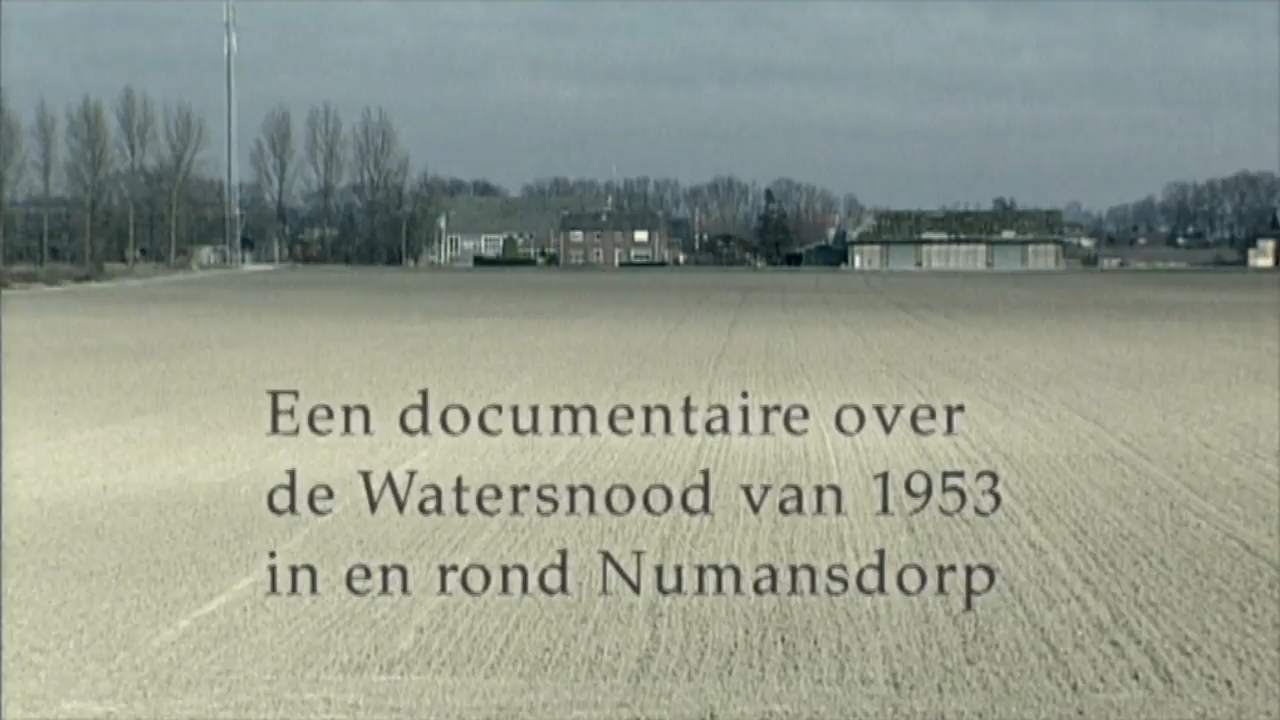 Een documentaire over
de Watersnood van 1953
in en rond Numansdorp